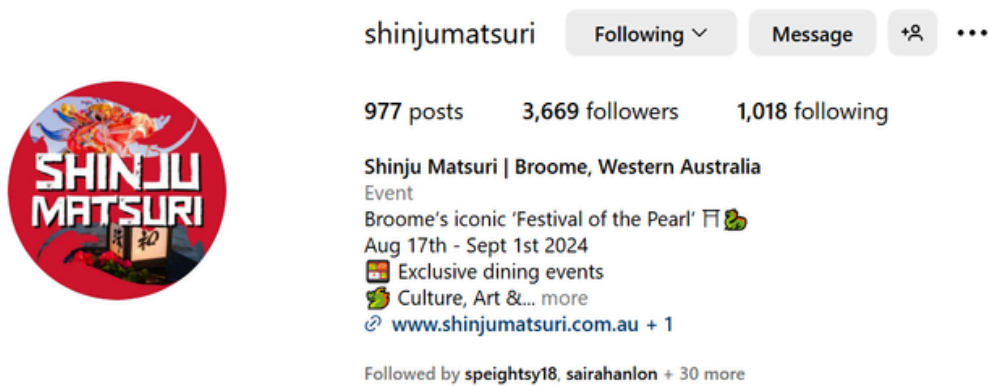 shinjumatsuri Following Message
977 posts 3,669 followers 1,018 following
SHINJU
MATSURI
Shinju Matsuri | Broome, Western Australia
Event
Broome's iconic 'Festival of the Pearl' ⛩🐉
Aug 17th - Sept 1st 2024
🍱 Exclusive dining events
🐲 Culture, Art &... more
www.shinjumatsuri.com.au + 1
Followed by speightsy18, sairahanlon + 30 more
和